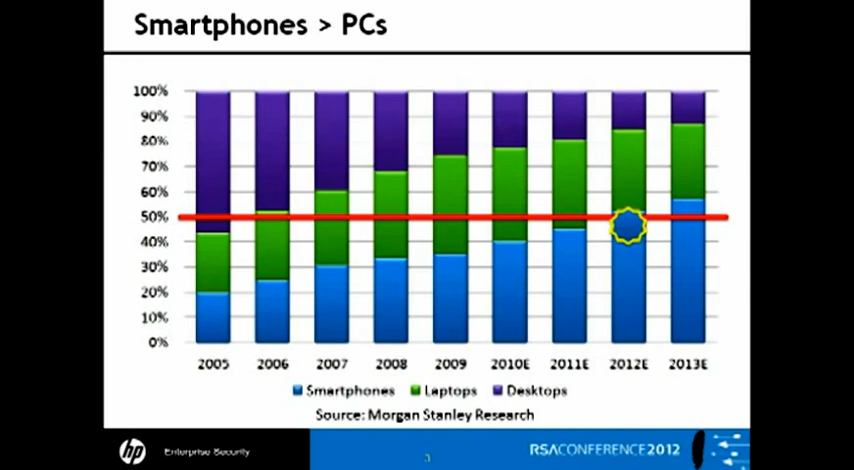 Smartphones > PCs
100%
90%
80%
70%
60%
50%
40%
30%
20%
10%
0%
2005 2006 2007 2008 2009 2010E 2011E 2012E 2013E
Smartphones Laptops Desktops
Source: Morgan Stanley Research
hp Enterprise Security 3 RSACONFERENCE2012